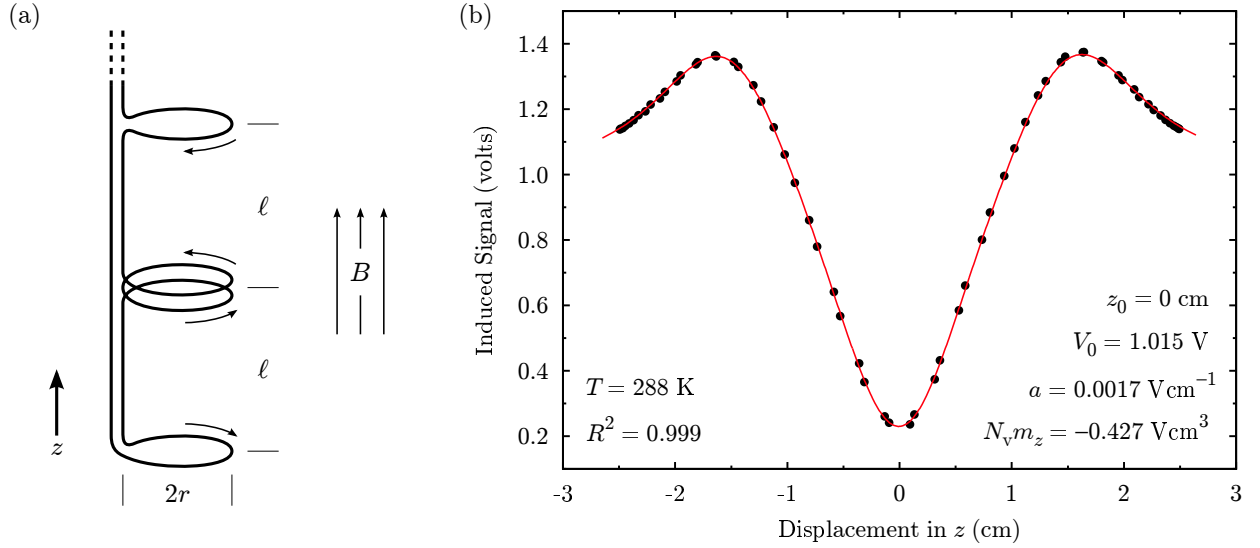 (a)
ℓ
B
ℓ
z
2r
(b)
Induced Signal (volts)
1.4
1.2
1.0
0.8
0.6
0.4
0.2
T = 288 K
R² = 0.999
z₀ = 0 cm
V₀ = 1.015 V
a = 0.0017 Vcm⁻¹
Nᵥm_z = −0.427 Vcm³
-3 -2 -1 0 1 2 3
Displacement in z (cm)